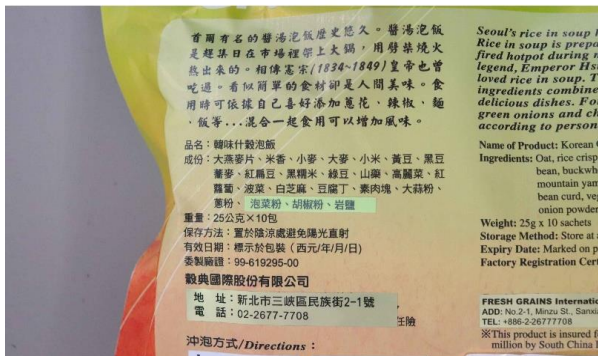 首爾有名的醬湯泡飯歷史悠久。醬湯泡飯
是趕集日在市場裡架上大鍋，用劈柴燒火
熬出來的。相傳憲宗(1834~1849)皇帝也曾
吃過。看似簡單的食材卻是人間美味。食
用時可依據自己喜好添加蔥花、辣椒、麵
、飯等...混合一起食用可以增加風味。
品名：韓味什穀泡飯
成份：大燕麥片、米香、小麥、大麥、小米、黃豆、黑豆
蕎麥、紅扁豆、黑糯米、綠豆、山藥、高麗菜、紅
蘿蔔、波菜、白芝麻、豆腐丁、素肉塊、大蒜粉、
蔥粉、泡菜粉、胡椒粉、岩鹽
重量：25公克×10包
保存方法：置於陰涼處避免陽光直射
有效日期：標示於包裝（西元/年/月/日）
委製廠證：99-619295-00
穀典國際股份有限公司
地 址：新北市三峽區民族街2-1號
電 話：02-2677-7708
任險
沖泡方式/Directions：
Seoul's rice in soup
Rice in soup is prep
fired hotpot during
legend, Emperor Hs
loved rice in soup. T
ingredients combine
delicious dishes. Fo
green onions and ch
according to person
Name of Product: Korean
Ingredients: Oat, rice crisp
bean, buckwh
mountain yam
bean curd, veg
onion powder
Weight: 25g x 10 sachets
Storage Method: Store at
Expiry Date: Marked on p
Factory Registration Cert
FRESH GRAINS Internatio
ADD: No.2-1, Minzu St., Sanxia
TEL: +886-2-26777708
※This product is insured f
million by South China